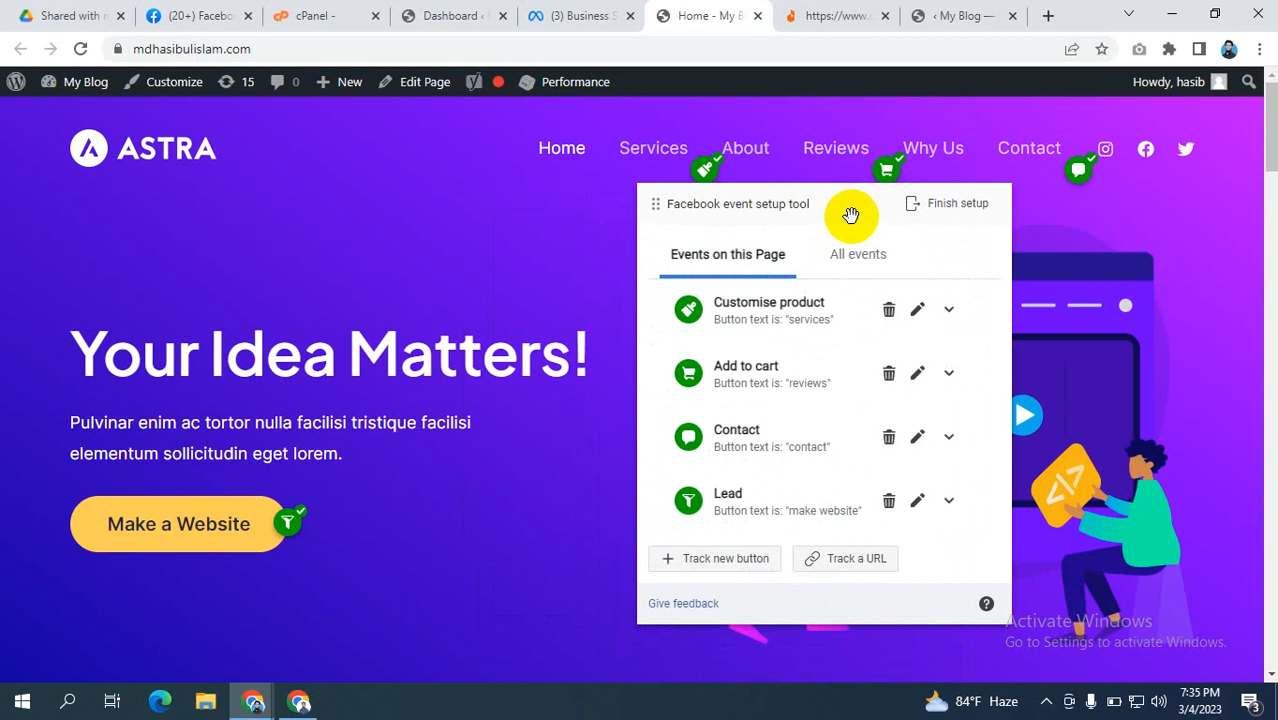 Shared with m
(20+) Facebo
cPanel -
Dashboard ‹
(3) Business S
Home - My B
https://www.
‹ My Blog —
mdhasibulislam.com
My Blog
Customize
15
0
New
Edit Page
Performance
Howdy, hasib
ASTRA
Home
Services
About
Reviews
Why Us
Contact
Facebook event setup tool
Finish setup
Events on this Page
All events
Customise product
Button text is: "services"
Add to cart
Button text is: "reviews"
Contact
Button text is: "contact"
Lead
Button text is: "make website"
Track new button
Track a URL
Give feedback
Your Idea Matters!
Pulvinar enim ac tortor nulla facilisi tristique facilisi
elementum sollicitudin eget lorem.
Make a Website
Activate Windows
Go to Settings to activate Windows.
84°F Haze
7:35 PM
3/4/2023
3